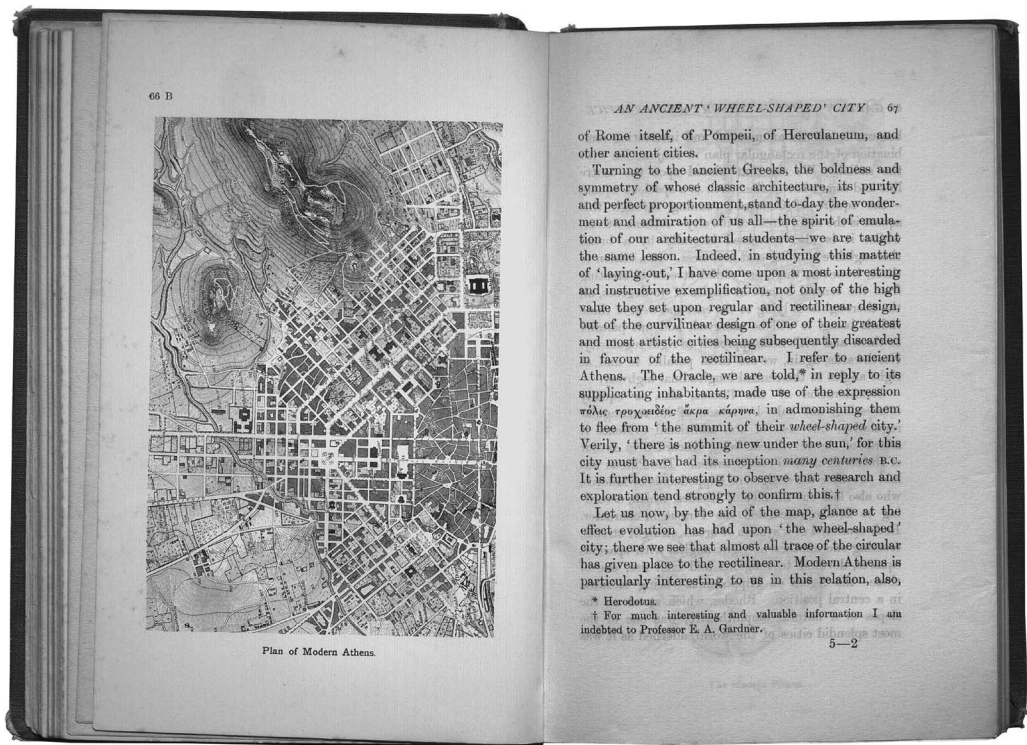 66 B
Plan of Modern Athens.
AN ANCIENT ‘ WHEEL-SHAPED’ CITY 67
of Rome itself, of Pompeii, of Herculaneum, and
other ancient cities.
Turning to the ancient Greeks, the boldness and
symmetry of whose classic architecture, its purity
and perfect proportionment, stand to-day the wonder-
ment and admiration of us all—the spirit of emula-
tion of our architectural students—we are taught
the same lesson. Indeed, in studying this matter
of ‘laying-out,’ I have come upon a most interesting
and instructive exemplification, not only of the high
value they set upon regular and rectilinear design,
but of the curvilinear design of one of their greatest
and most artistic cities being subsequently discarded
in favour of the rectilinear. I refer to ancient
Athens. The Oracle, we are told,* in reply to its
supplicating inhabitants, made use of the expression
πόλις τροχοειδέος ἄκρα κάρηνα, in admonishing them
to flee from ‘ the summit of their wheel-shaped city.’
Verily, ‘ there is nothing new under the sun,’ for this
city must have had its inception many centuries B.C.
It is further interesting to observe that research and
exploration tend strongly to confirm this.†
Let us now, by the aid of the map, glance at the
effect evolution has had upon ‘ the wheel-shaped ’
city; there we see that almost all trace of the circular
has given place to the rectilinear. Modern Athens is
particularly interesting to us in this relation, also,
* Herodotus.
† For much interesting and valuable information I am
indebted to Professor E. A. Gardner.
5—2